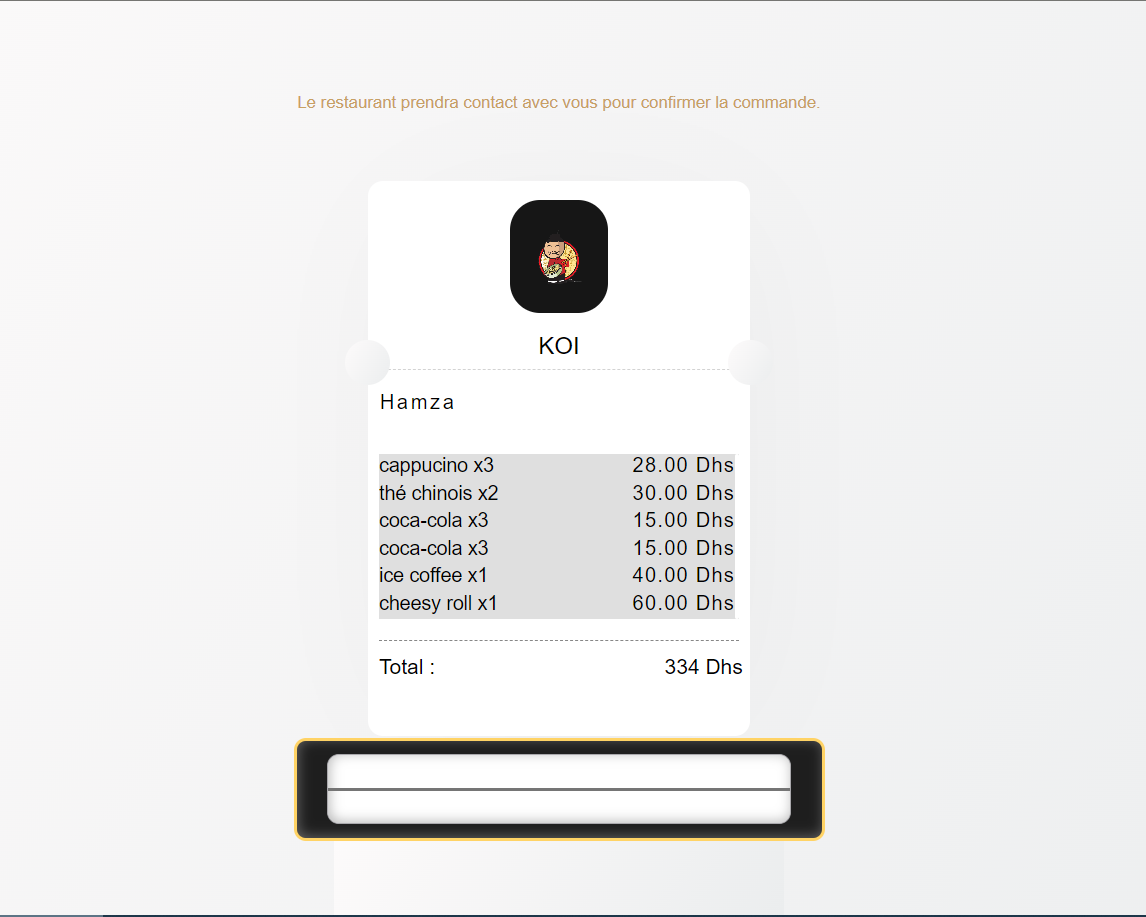 Le restaurant prendra contact avec vous pour confirmer la commande.
KOI
Hamza
cappucino x3 28.00 Dhs
thé chinois x2 30.00 Dhs
coca-cola x3 15.00 Dhs
coca-cola x3 15.00 Dhs
ice coffee x1 40.00 Dhs
cheesy roll x1 60.00 Dhs
Total : 334 Dhs